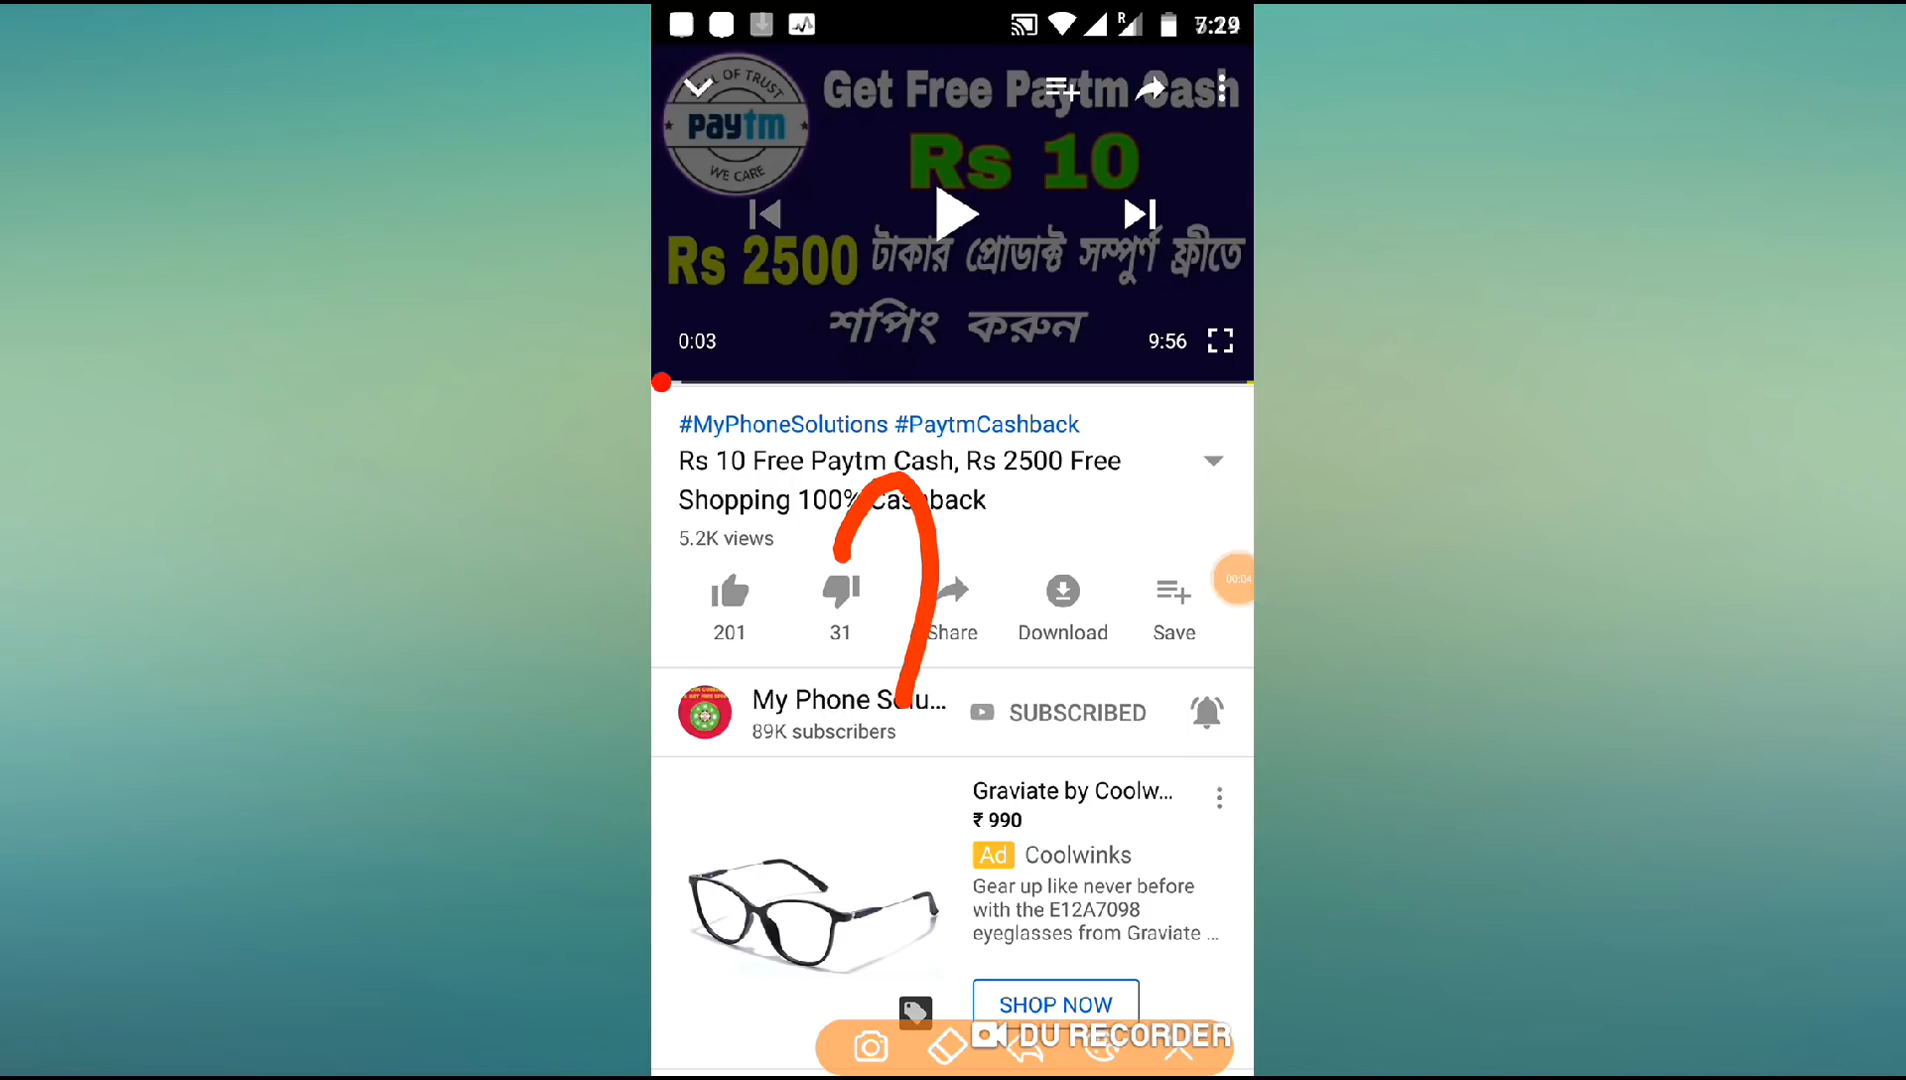 7:29
SEAL OF TRUST
paytm
WE CARE
Get Free Paytm Cash
Rs 10
Rs 2500 টাকার প্রোডাক্ট সম্পূর্ণ ফ্রীতে
শপিং করুন
0:03
9:56
#MyPhoneSolutions #PaytmCashback
Rs 10 Free Paytm Cash, Rs 2500 Free
Shopping 100% Cashback
5.2K views
00:04
201
31
Share
Download
Save
My Phone Solu...
89K subscribers
SUBSCRIBED
Graviate by Coolw...
₹ 990
Ad Coolwinks
Gear up like never before
with the E12A7098
eyeglasses from Graviate ...
SHOP NOW
DU RECORDER